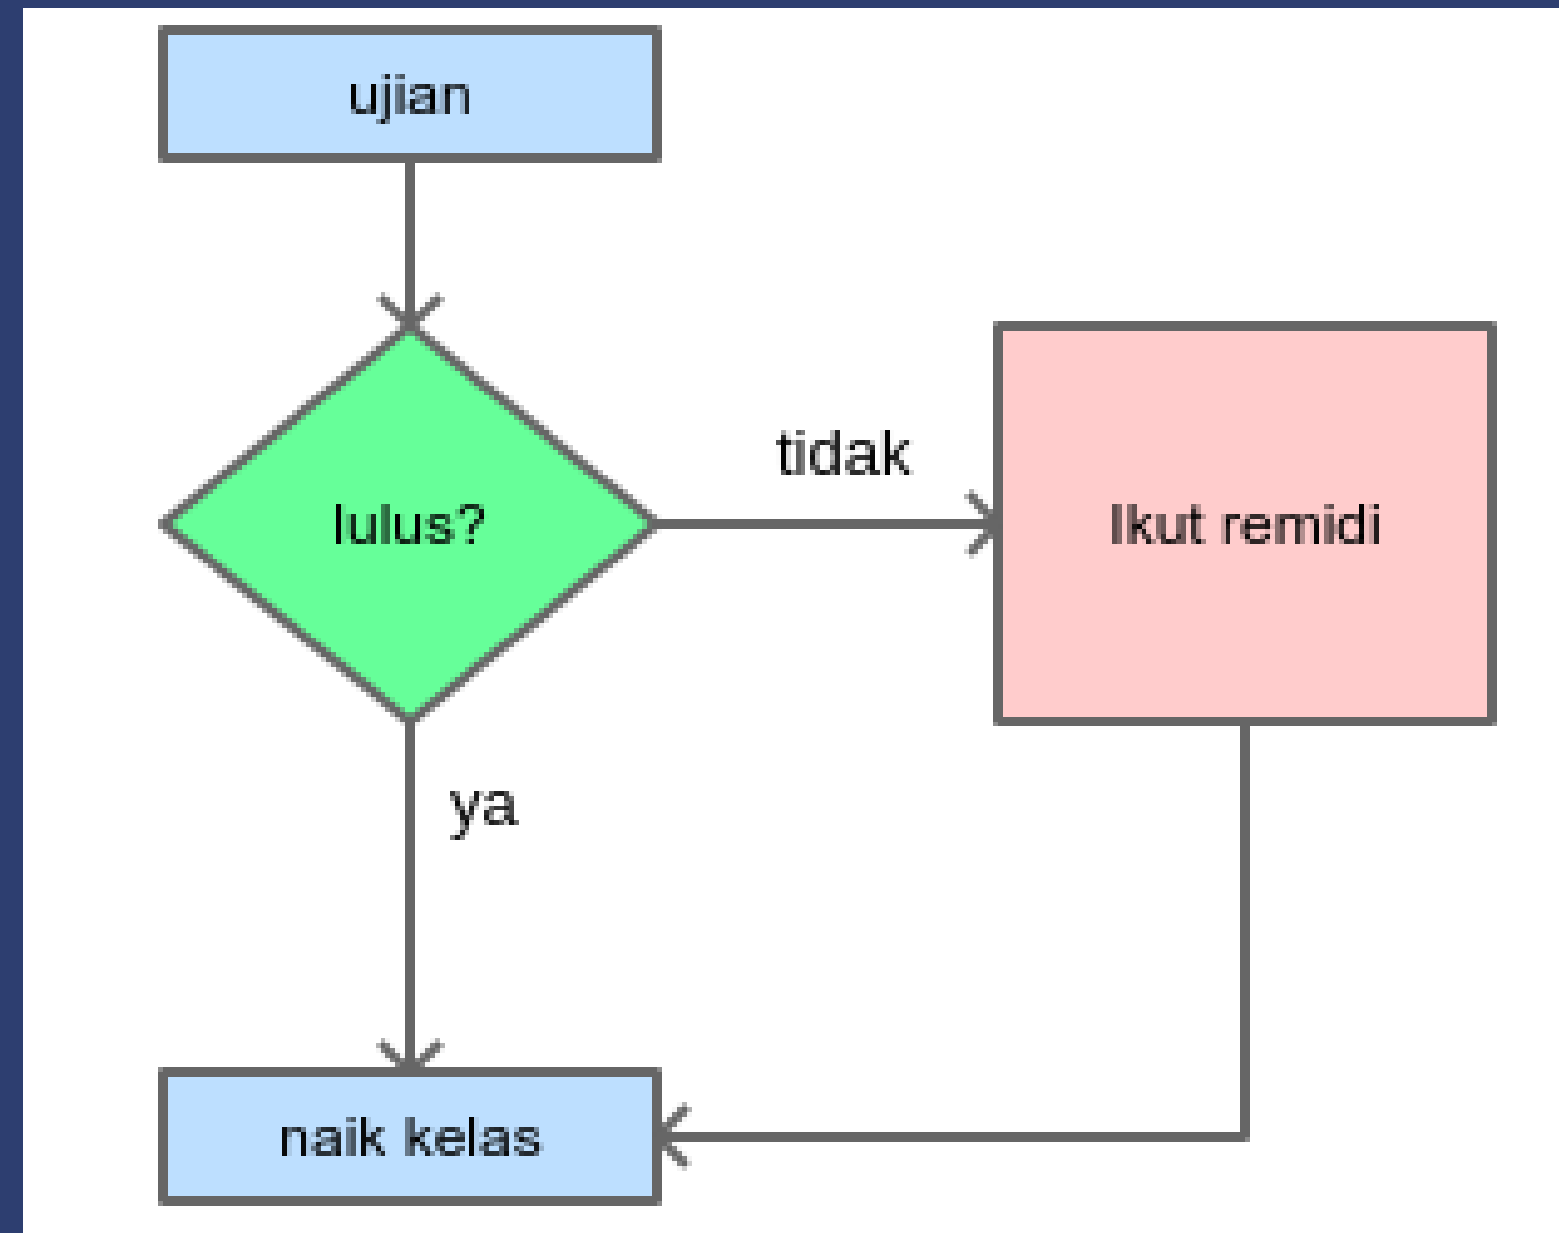 ujian
lulus?
tidak
Ikut remidi
ya
naik kelas